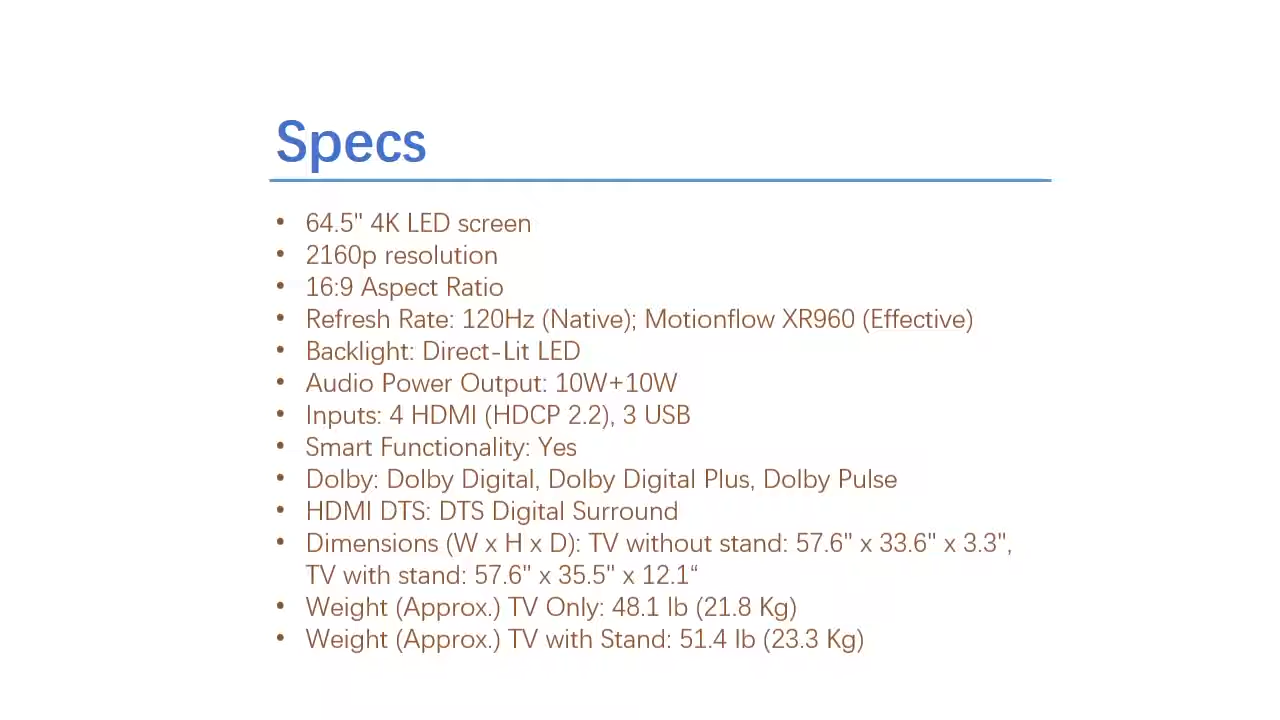 Specs
• 64.5" 4K LED screen
• 2160p resolution
• 16:9 Aspect Ratio
• Refresh Rate: 120Hz (Native); Motionflow XR960 (Effective)
• Backlight: Direct-Lit LED
• Audio Power Output: 10W+10W
• Inputs: 4 HDMI (HDCP 2.2), 3 USB
• Smart Functionality: Yes
• Dolby: Dolby Digital, Dolby Digital Plus, Dolby Pulse
• HDMI DTS: DTS Digital Surround
• Dimensions (W x H x D): TV without stand: 57.6" x 33.6" x 3.3",
TV with stand: 57.6" x 35.5" x 12.1“
• Weight (Approx.) TV Only: 48.1 lb (21.8 Kg)
• Weight (Approx.) TV with Stand: 51.4 lb (23.3 Kg)